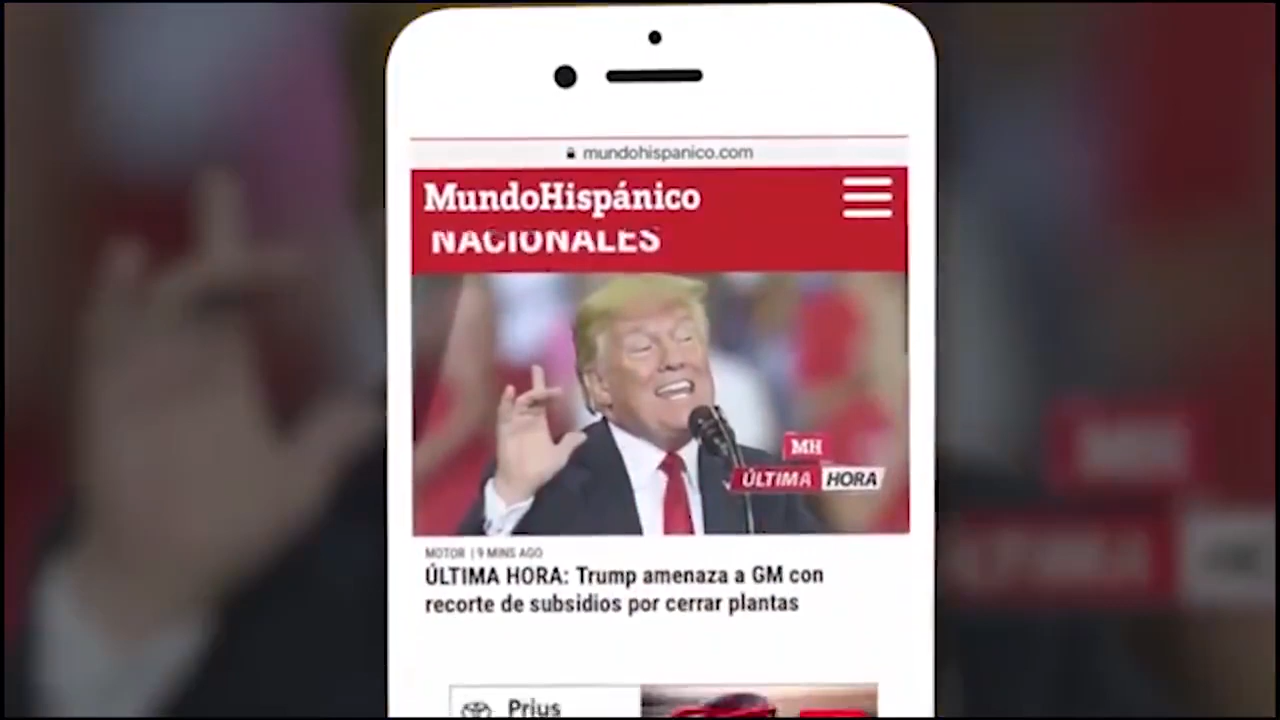 mundohispanico.com
MundoHispánico
NACIONALES
MH
ÚLTIMA HORA
MOTOR | 9 MINS AGO
ÚLTIMA HORA: Trump amenaza a GM con
recorte de subsidios por cerrar plantas
Prius